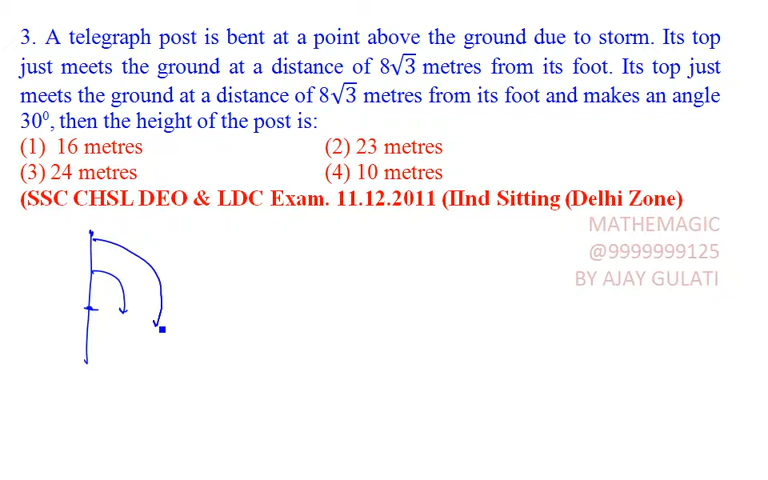 3. A telegraph post is bent at a point above the ground due to storm. Its top
just meets the ground at a distance of 8√3 metres from its foot. Its top just
meets the ground at a distance of 8√3 metres from its foot and makes an angle
30⁰, then the height of the post is:
(1) 16 metres (2) 23 metres
(3) 24 metres (4) 10 metres
(SSC CHSL DEO & LDC Exam. 11.12.2011 (IInd Sitting (Delhi Zone)
MATHEMAGIC
@9999999125
BY AJAY GULATI